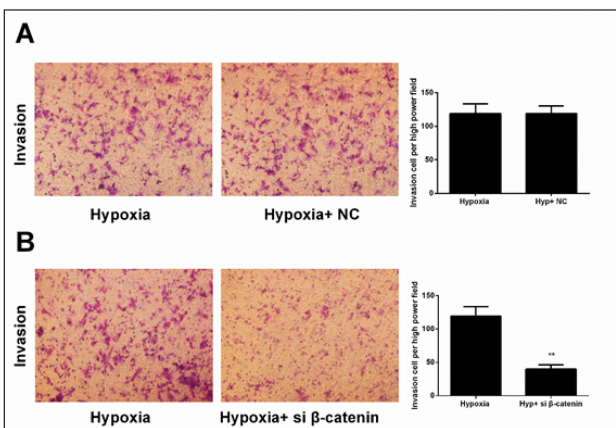 A
Invasion
Hypoxia
Hypoxia+ NC
Invasion cell per high power field
150
100
50
0
Hypoxia
Hyp+ NC
B
Invasion
Hypoxia
Hypoxia+ si β-catenin
Invasion cell per high power field
150
100
50
0
**
Hypoxia
Hyp+ si β-catenin